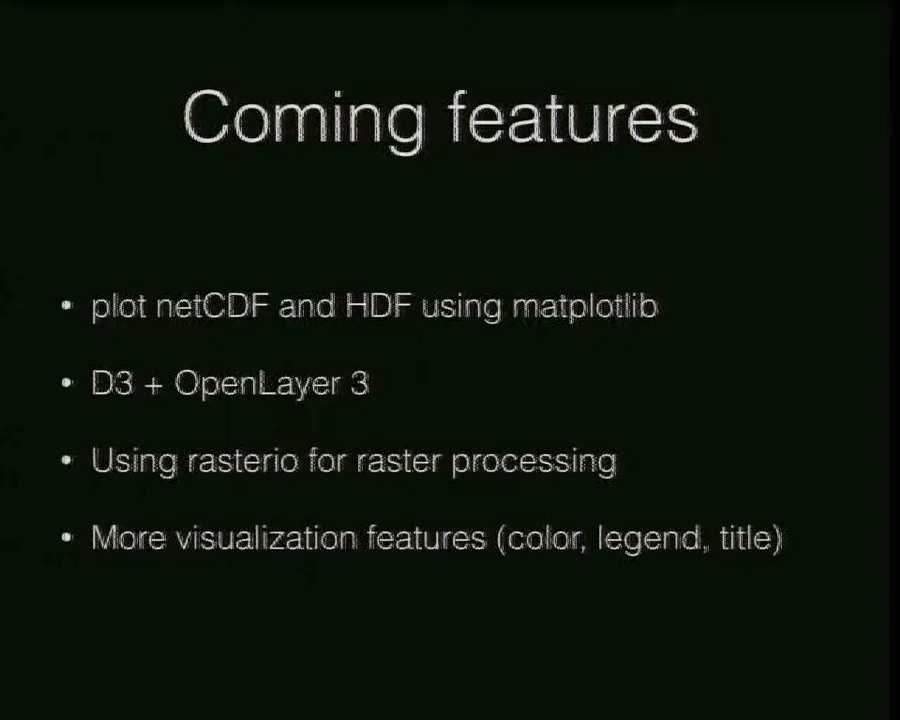 Coming features
• plot netCDF and HDF using matplotlib
• D3 + OpenLayer 3
• Using rasterio for raster processing
• More visualization features (color, legend, title)